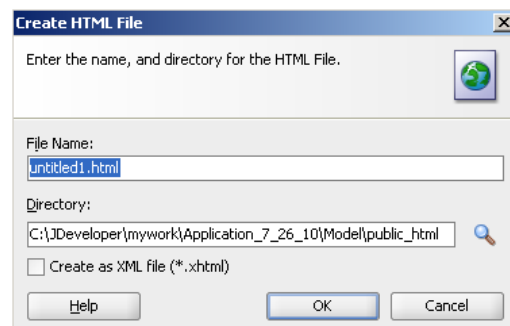 Create HTML File
Enter the name, and directory for the HTML File.
File Name:
untitled1.html
Directory:
C:\JDeveloper\mywork\Application_7_26_10\Model\public_html
Create as XML file (*.xhtml)
Help OK Cancel